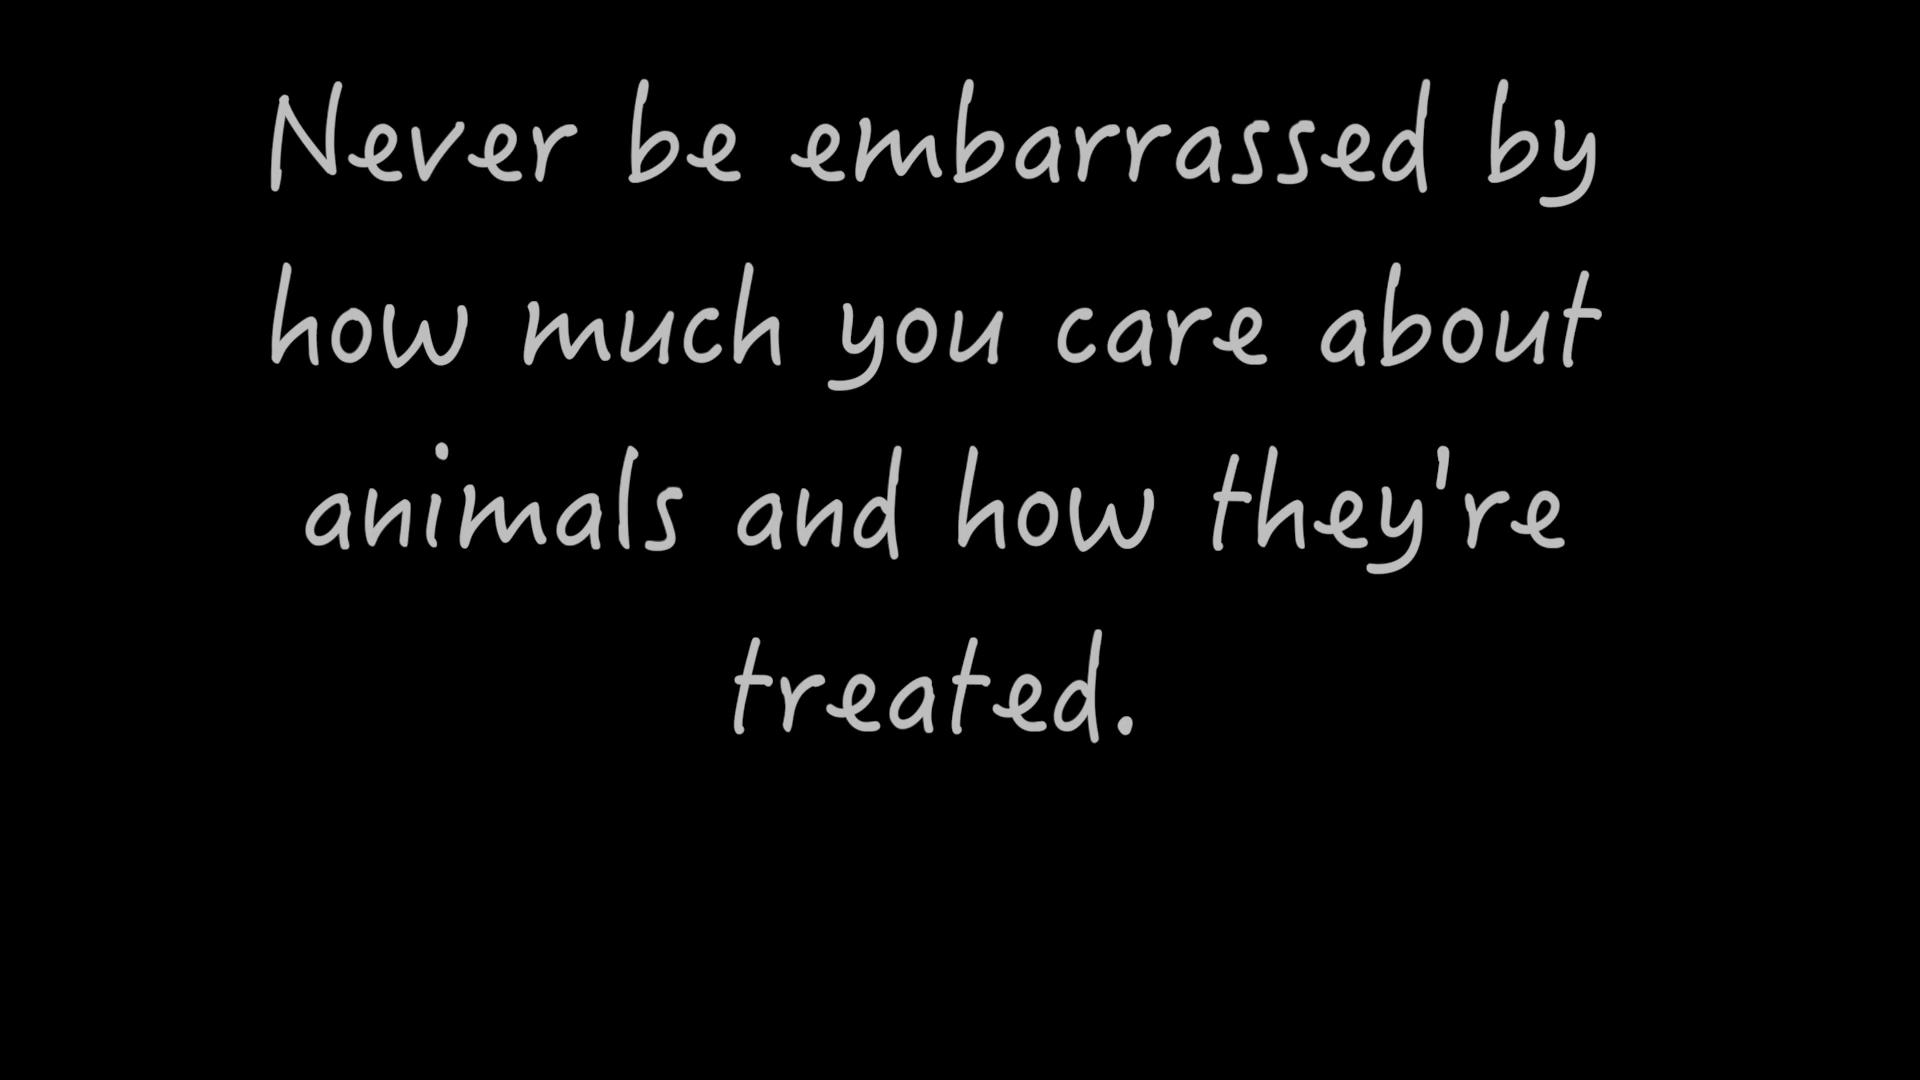 Never be embarrassed by
how much you care about
animals and how they're
treated.